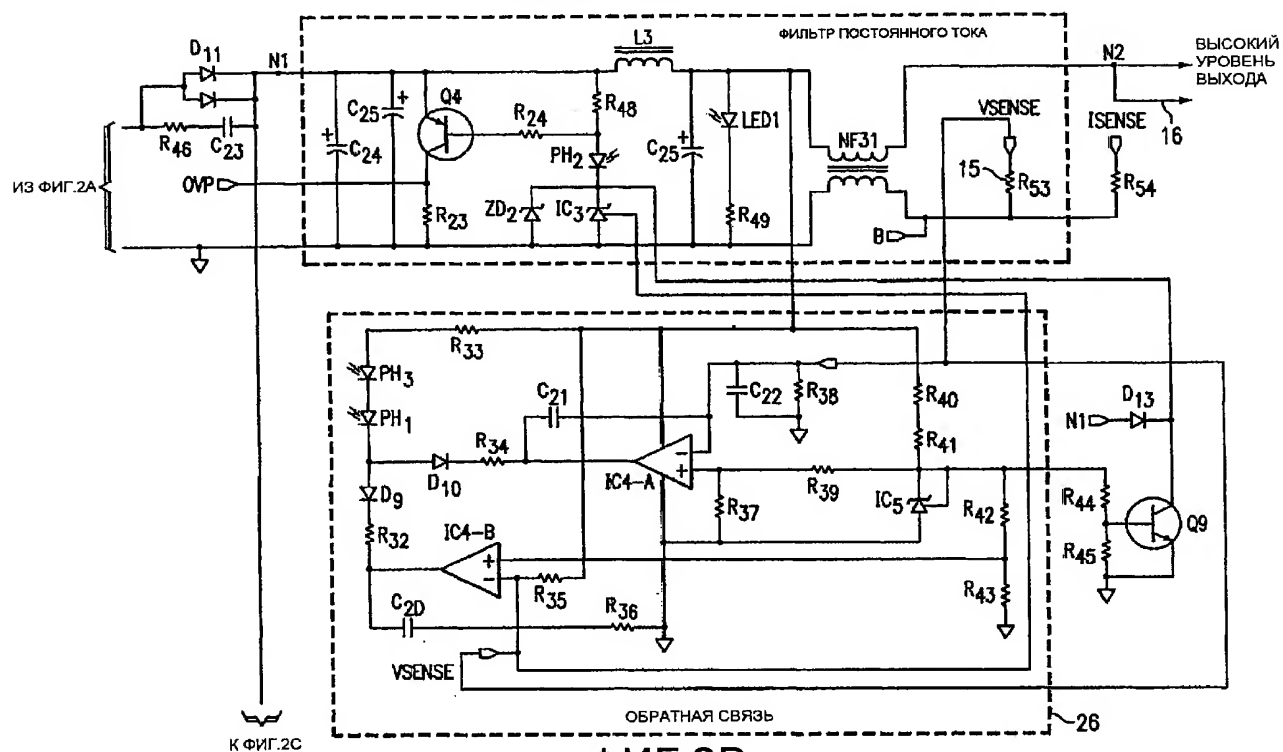 ФИЛЬТР ПОСТОЯННОГО ТОКА
ВЫСОКИЙ
УРОВЕНЬ
ВЫХОДА
D11
N1
L3
N2
16
C25
Q4
R24
R48
LED1
VSENSE
ISENSE
R46
C23
C24
PH2
C25
NF31
15
R53
R54
ИЗ ФИГ.2А
OVP
R23
ZD2
IC3
R49
B
R33
PH3
PH1
C21
C22
R38
R40
R41
D13
N1
R34
D10
IC4-A
R39
R37
IC5
R42
R44
Q9
R45
D9
R32
IC4-B
R35
R43
C2D
R36
VSENSE
ОБРАТНАЯ СВЯЗЬ
26
К ФИГ.2С